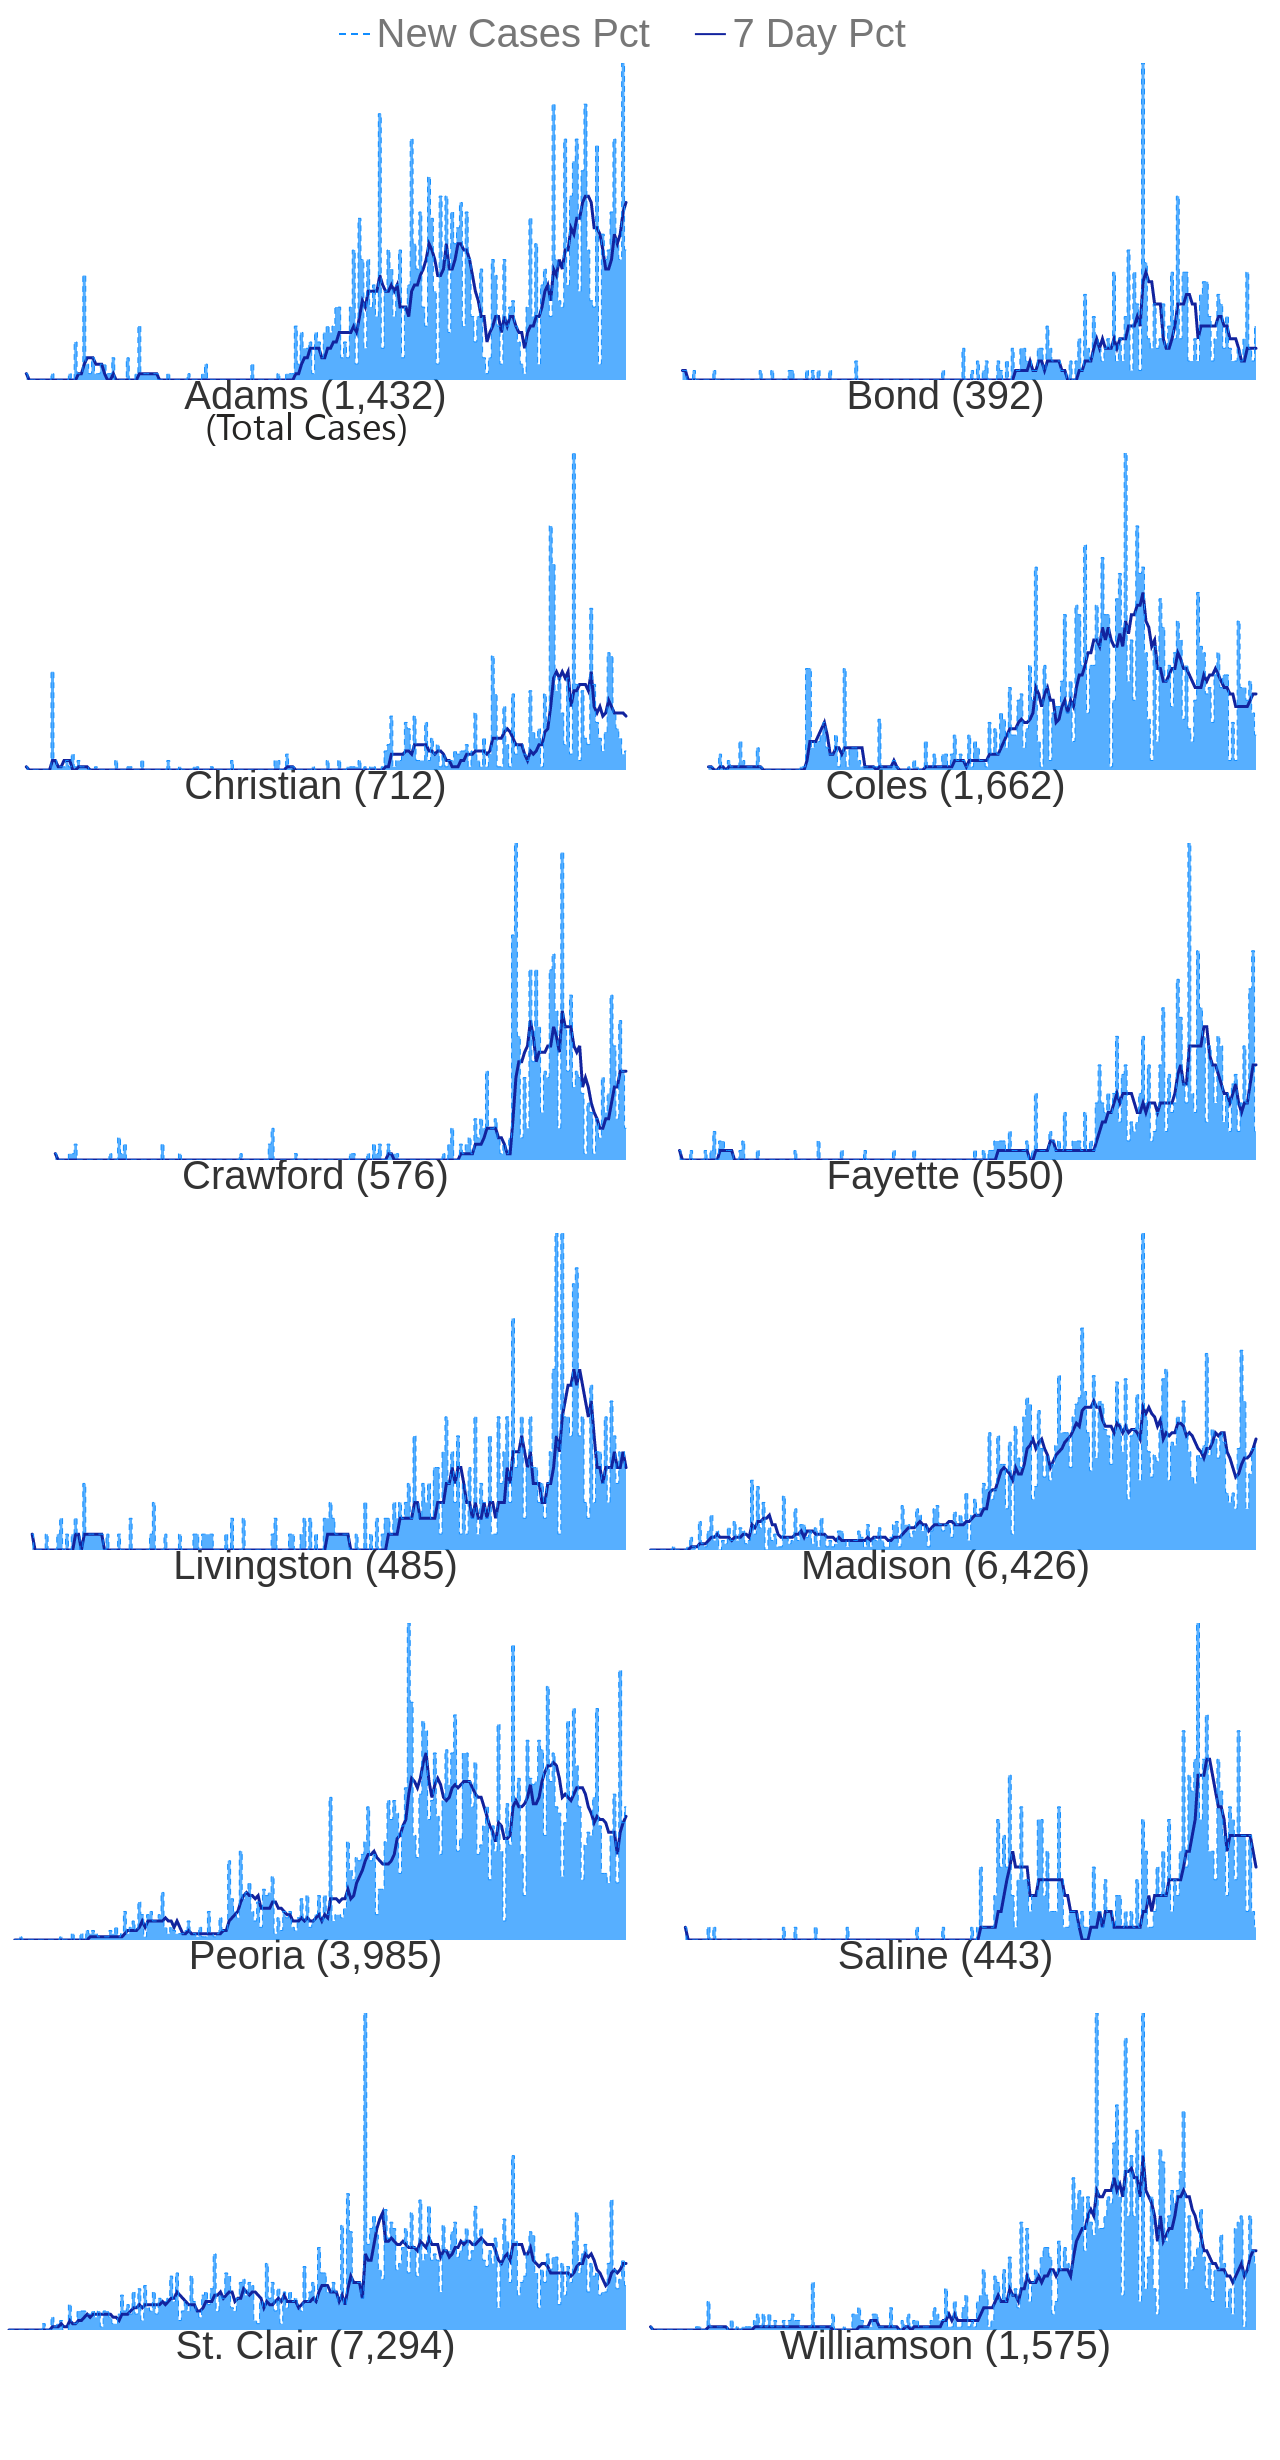 New Cases Pct 7 Day Pct
Adams (1,432) Bond (392)
(Total Cases)
Christian (712) Coles (1,662)
Crawford (576) Fayette (550)
Livingston (485) Madison (6,426)
Peoria (3,985) Saline (443)
St. Clair (7,294) Williamson (1,575)